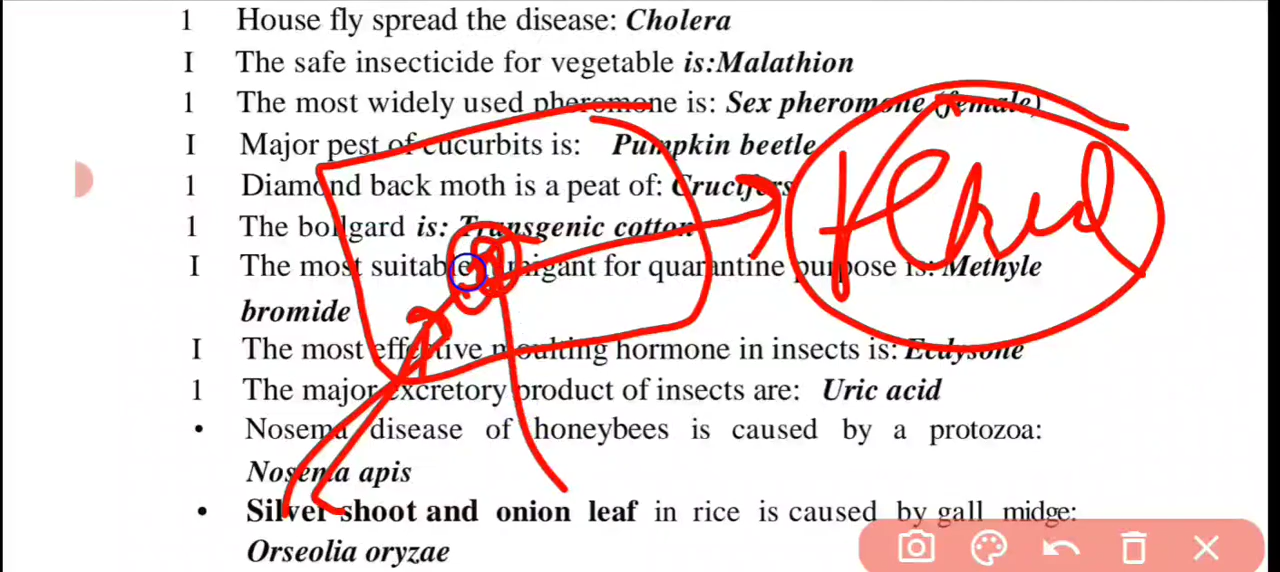 1 House fly spread the disease: Cholera
I The safe insecticide for vegetable is:Malathion
1 The most widely used pheromone is: Sex pheromone (female)
I Major pest of cucurbits is: Pumpkin beetle
1 Diamond back moth is a peat of: Crucifers
1 The bollgard is: Transgenic cotton
I The most suitable fumigant for quarantine purpose is: Methyle
bromide
I The most effective moulting hormone in insects is: Ecdysone
1 The major excretory product of insects are: Uric acid
• Nosema disease of honeybees is caused by a protozoa:
Nosema apis
• Silver shoot and onion leaf in rice is caused by gall midge:
Orseolia oryzae